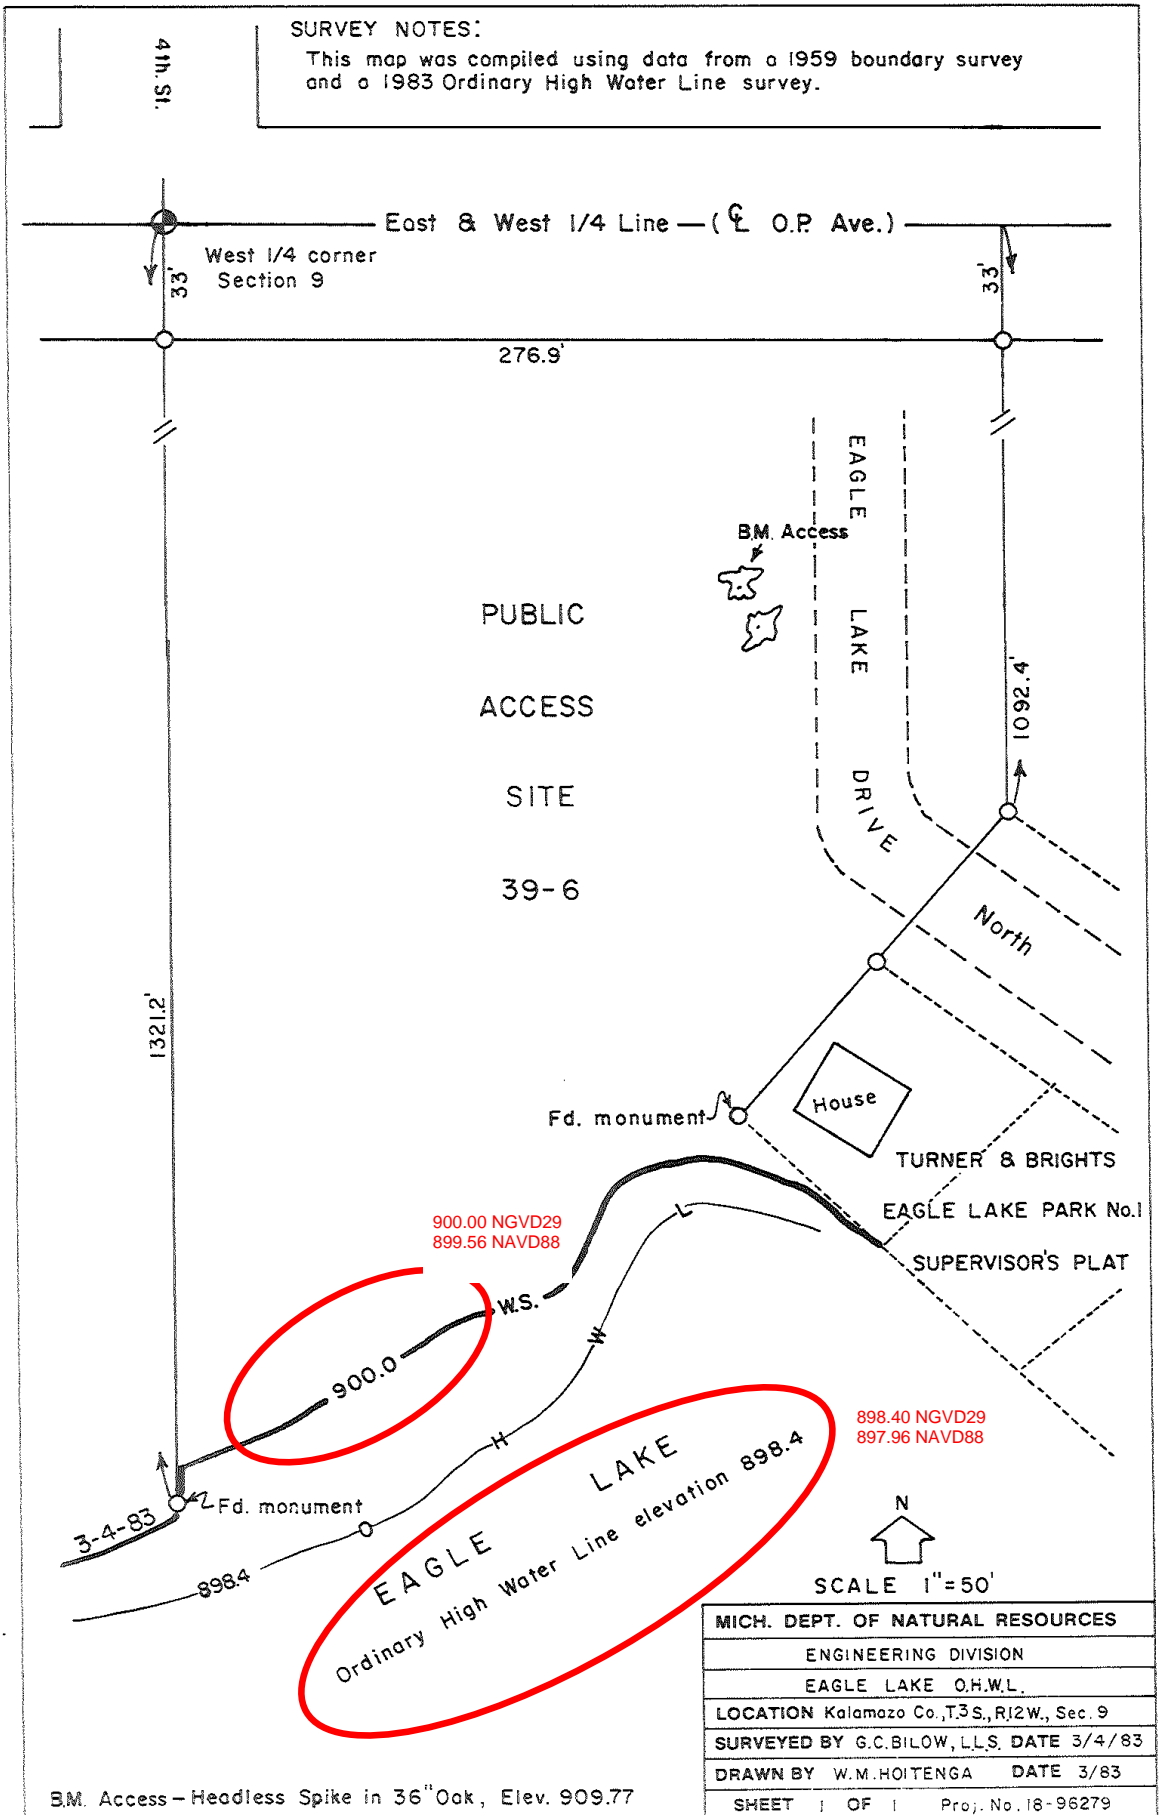 SURVEY NOTES:
This map was compiled using data from a 1959 boundary survey
and a 1983 Ordinary High Water Line survey.
4th. St.
East & West 1/4 Line — (℄ O.P. Ave.)
West 1/4 corner
Section 9
33'
33'
276.9'
EAGLE LAKE DRIVE
B.M. Access
PUBLIC
ACCESS
SITE
39-6
1092.4'
North
1321.2'
House
Fd. monument
TURNER & BRIGHTS
EAGLE LAKE PARK No.1
SUPERVISOR'S PLAT
900.00 NGVD29
899.56 NAVD88
W.S.
900.0
O H W L
898.40 NGVD29
897.96 NAVD88
EAGLE LAKE
Ordinary High Water Line elevation 898.4
Fd. monument
3-4-83
898.4
N
SCALE 1"=50'
MICH. DEPT. OF NATURAL RESOURCES
ENGINEERING DIVISION
EAGLE LAKE O.H.W.L.
LOCATION Kalamazo Co., T.3S., R.12W., Sec. 9
SURVEYED BY G.C.BILOW, L.L.S. DATE 3/4/83
DRAWN BY W.M.HOITENGA DATE 3/83
SHEET 1 OF 1 Proj. No. 18-96279
B.M. Access – Headless Spike in 36" Oak, Elev. 909.77